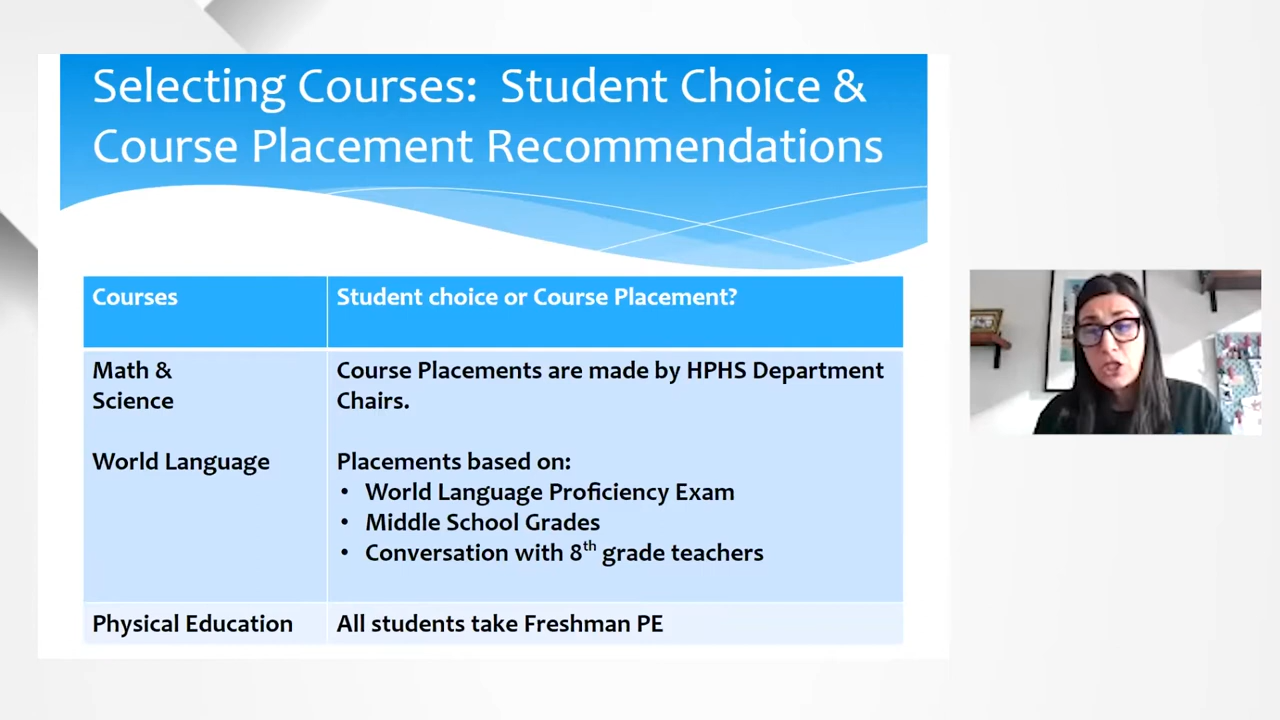 Selecting Courses:  Student Choice &
Course Placement Recommendations
Courses
Student choice or Course Placement?
Math &
Science
Course Placements are made by HPHS Department
Chairs.
World Language
Placements based on:
• World Language Proficiency Exam
• Middle School Grades
• Conversation with 8th grade teachers
Physical Education
All students take Freshman PE